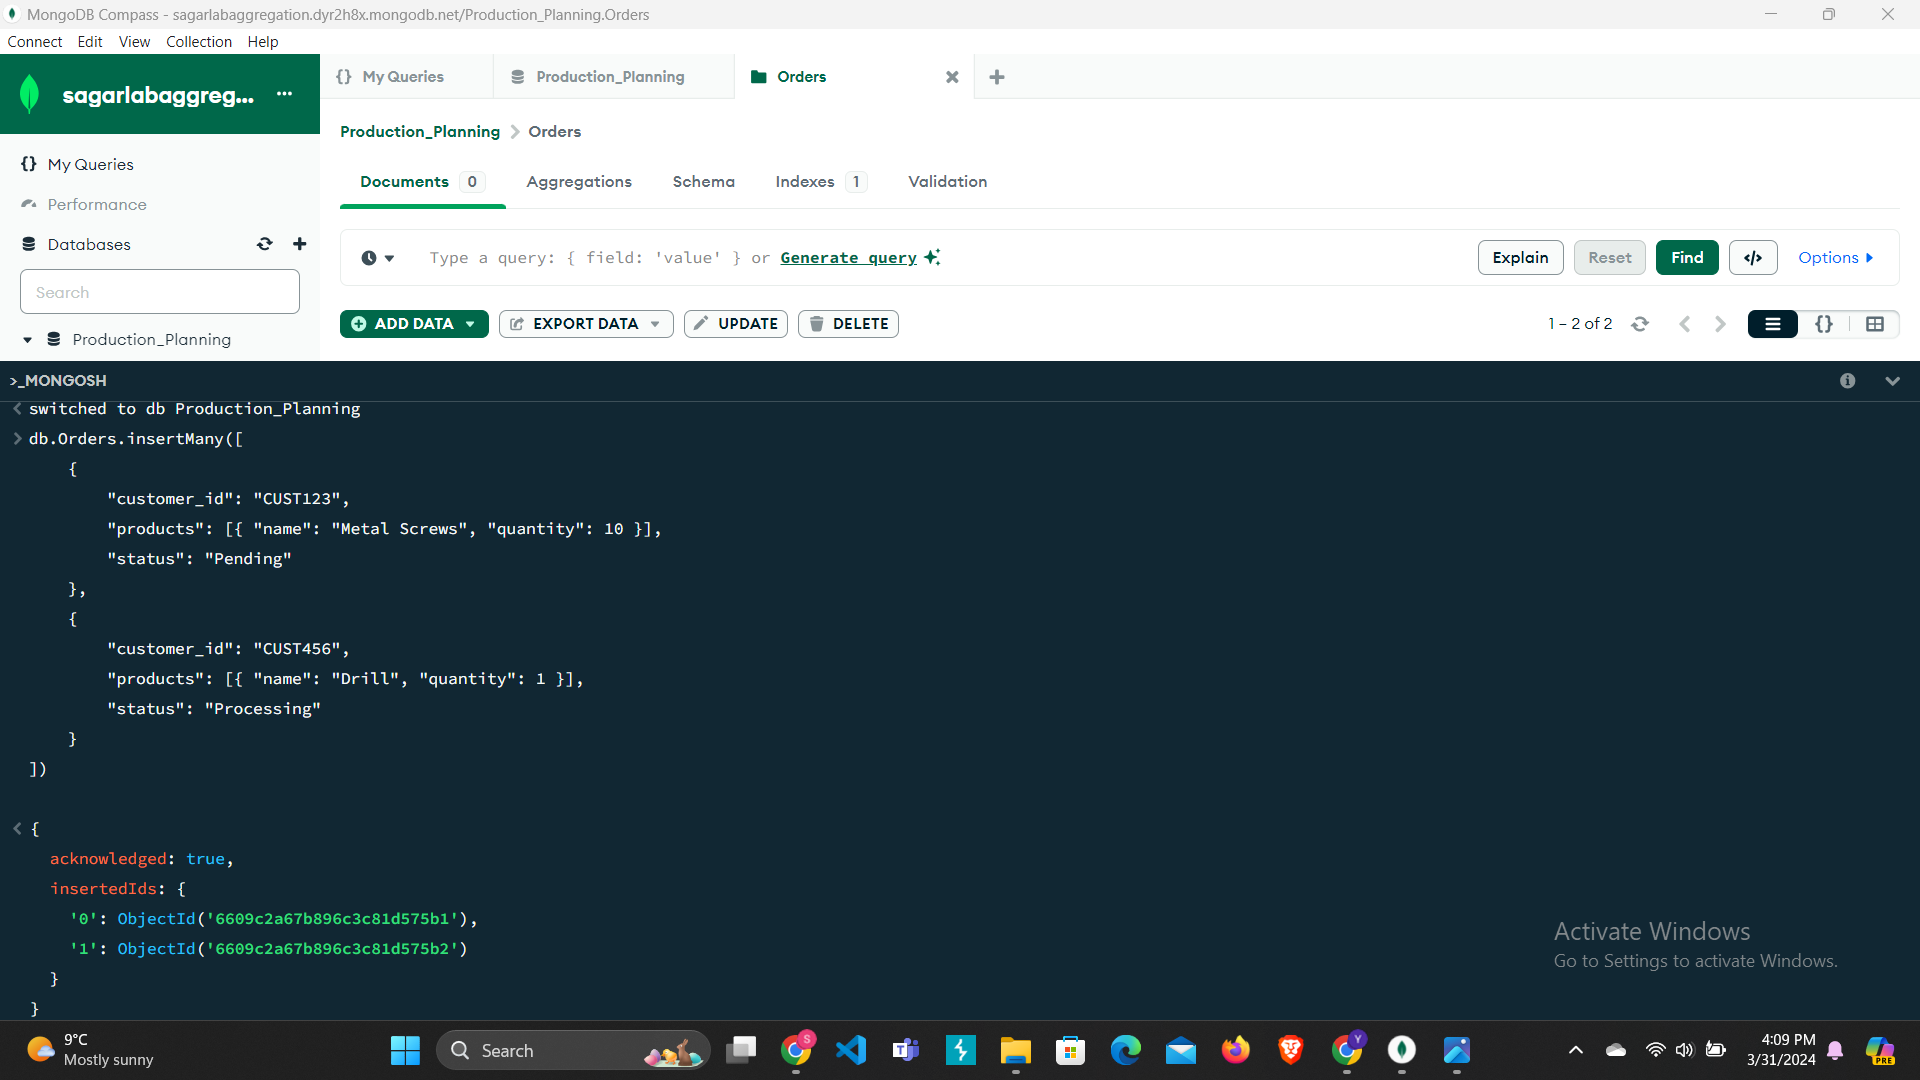 MongoDB Compass - sagarlabaggregation.dyr2h8x.mongodb.net/Production_Planning.Orders
Connect Edit View Collection Help
sagarlabaggreg... ...
{} My Queries
Production_Planning
Orders
My Queries
Performance
Databases
Search
Production_Planning
Production_Planning > Orders
Documents 0
Aggregations
Schema
Indexes 1
Validation
Type a query: { field: 'value' } or Generate query
Explain
Reset
Find
</>
Options
ADD DATA
EXPORT DATA
UPDATE
DELETE
1 – 2 of 2
{}
>_MONGOSH
< switched to db Production_Planning
> db.Orders.insertMany([
{
"customer_id": "CUST123",
"products": [{ "name": "Metal Screws", "quantity": 10 }],
"status": "Pending"
},
{
"customer_id": "CUST456",
"products": [{ "name": "Drill", "quantity": 1 }],
"status": "Processing"
}
])
< {
acknowledged: true,
insertedIds: {
'0': ObjectId('6609c2a67b896c3c81d575b1'),
'1': ObjectId('6609c2a67b896c3c81d575b2')
}
}
Activate Windows
Go to Settings to activate Windows.
9°C
Mostly sunny
Search
S
Y
4:09 PM
3/31/2024
PRE